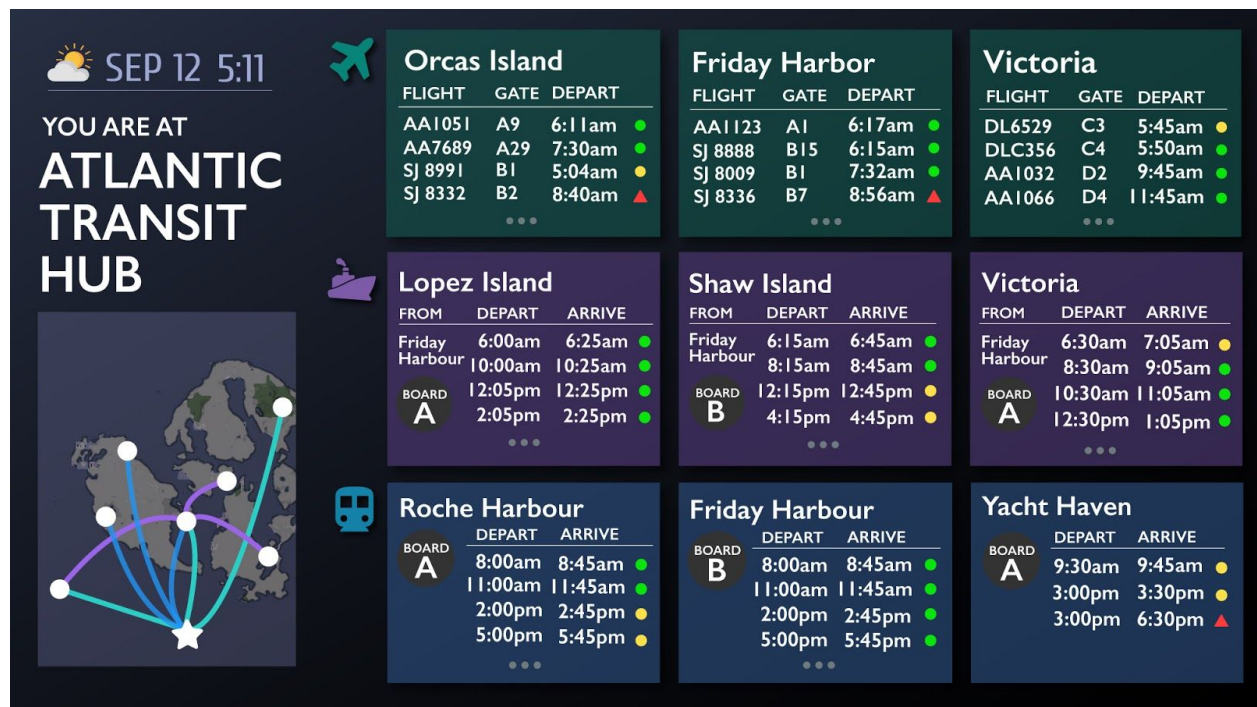 SEP 12 5:11
YOU ARE AT
ATLANTIC
TRANSIT
HUB
Orcas Island
FLIGHT GATE DEPART
AA1051 A9 6:11am
AA7689 A29 7:30am
SJ 8991 B1 5:04am
SJ 8332 B2 8:40am
Friday Harbor
FLIGHT GATE DEPART
AA1123 A1 6:17am
SJ 8888 B15 6:15am
SJ 8009 B1 7:32am
SJ 8336 B7 8:56am
Victoria
FLIGHT GATE DEPART
DL6529 C3 5:45am
DLC356 C4 5:50am
AA1032 D2 9:45am
AA1066 D4 11:45am
Lopez Island
FROM DEPART ARRIVE
Friday 6:00am 6:25am
Harbour 10:00am 10:25am
BOARD 12:05pm 12:25pm
A 2:05pm 2:25pm
Shaw Island
FROM DEPART ARRIVE
Friday 6:15am 6:45am
Harbour 8:15am 8:45am
BOARD 12:15pm 12:45pm
B 4:15pm 4:45pm
Victoria
FROM DEPART ARRIVE
Friday 6:30am 7:05am
Harbour 8:30am 9:05am
BOARD 10:30am 11:05am
A 12:30pm 1:05pm
Roche Harbour
DEPART ARRIVE
BOARD
A 8:00am 8:45am
11:00am 11:45am
2:00pm 2:45pm
5:00pm 5:45pm
Friday Harbour
DEPART ARRIVE
BOARD
B 8:00am 8:45am
11:00am 11:45am
2:00pm 2:45pm
5:00pm 5:45pm
Yacht Haven
DEPART ARRIVE
BOARD
A 9:30am 9:45am
3:00pm 3:30pm
3:00pm 6:30pm